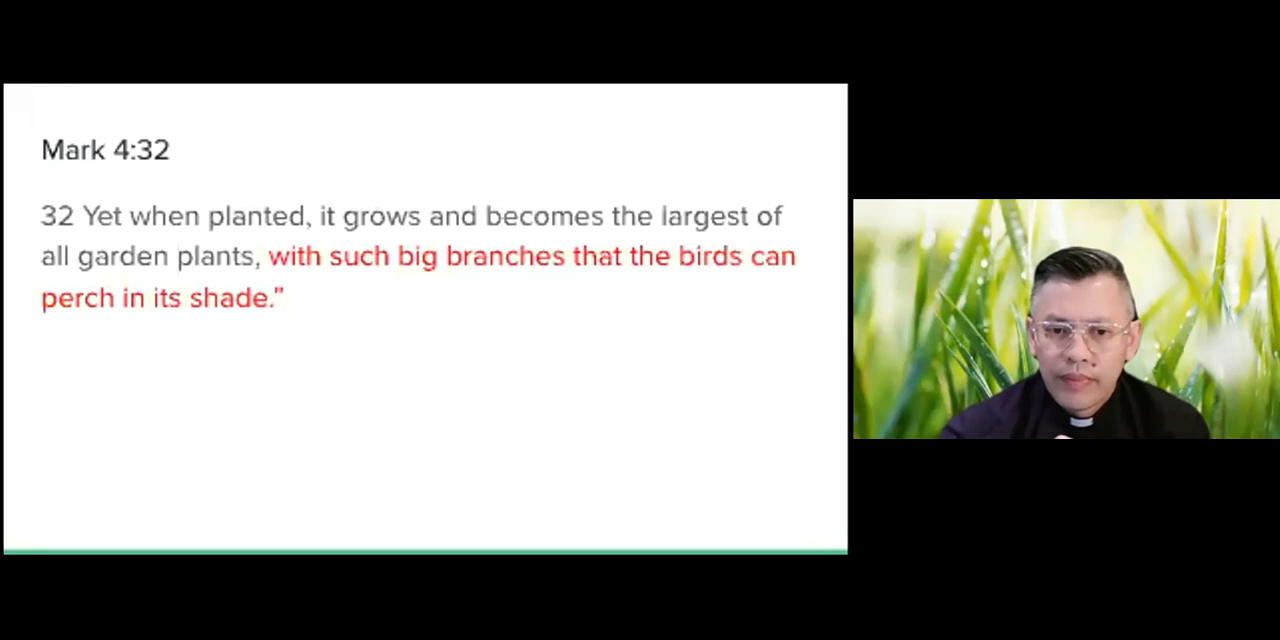 Mark 4:32
32 Yet when planted, it grows and becomes the largest of
all garden plants, with such big branches that the birds can
perch in its shade."